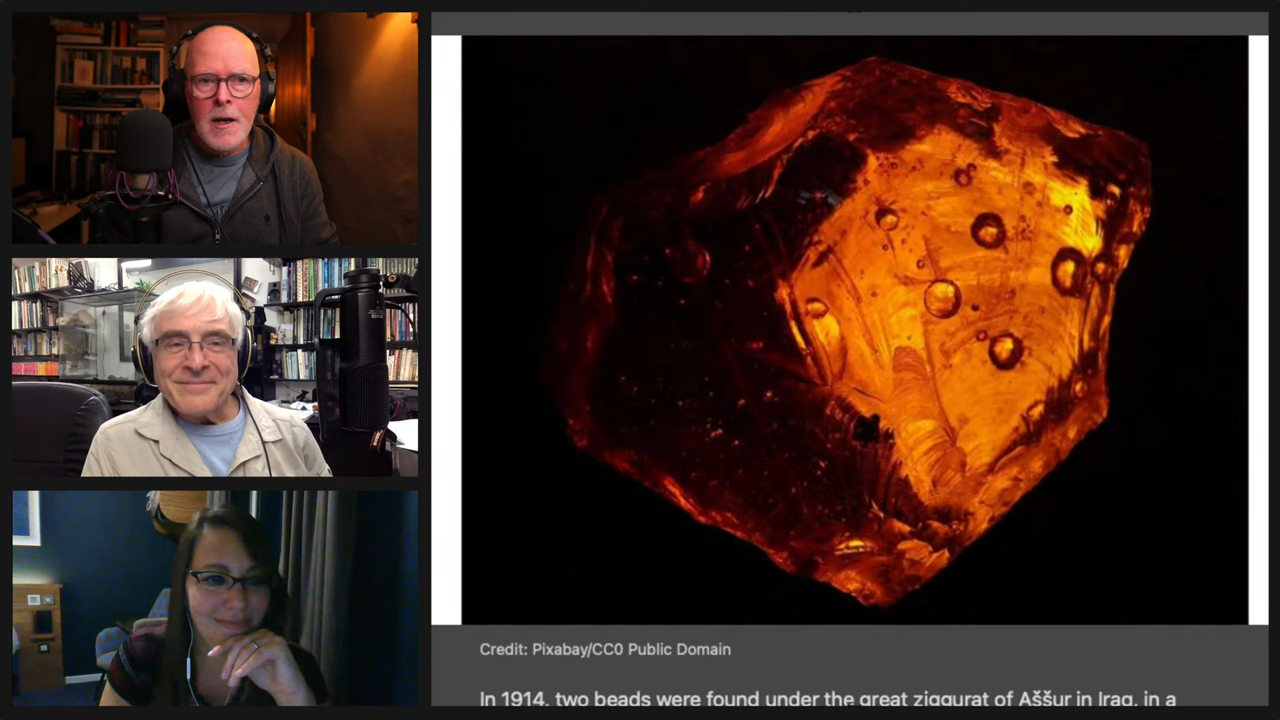 Credit: Pixabay/CC0 Public Domain
In 1914, two beads were found under the great ziggurat of Aššur in Iraq, in a